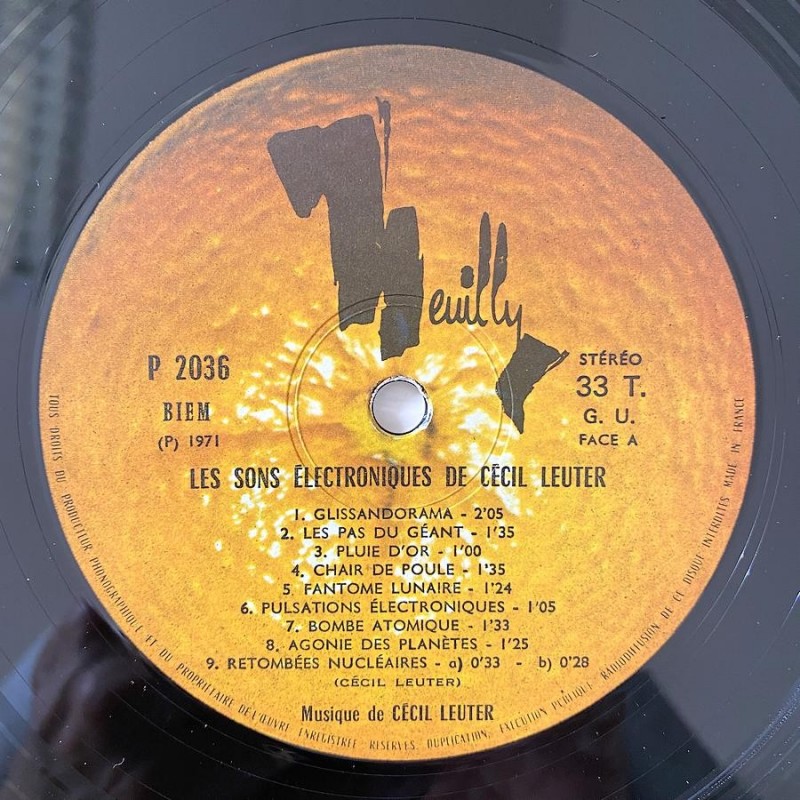 Neuilly
P 2036
BIEM
(P) 1971
STÉRÉO
33 T.
G. U.
FACE A
LES SONS ÉLECTRONIQUES DE CÉCIL LEUTER
1. GLISSANDORAMA - 2'05
2. LES PAS DU GÉANT - 1'35
3. PLUIE D'OR - 1'00
4. CHAIR DE POULE - 1'35
5. FANTOME LUNAIRE - 1'24
6. PULSATIONS ÉLECTRONIQUES - 1'05
7. BOMBE ATOMIQUE - 1'33
8. AGONIE DES PLANÈTES - 1'25
9. RETOMBÉES NUCLÉAIRES - a) 0'33 - b) 0'28
(CÉCIL LEUTER)
Musique de CÉCIL LEUTER
TOUS DROITS DU PRODUCTEUR PHONOGRAPHIQUE ET DU PROPRIÉTAIRE DE L'ŒUVRE ENREGISTRÉE RÉSERVÉS. DUPLICATION, EXÉCUTION PUBLIQUE RADIODIFFUSION DE CE DISQUE INTERDITES MADE IN FRANCE